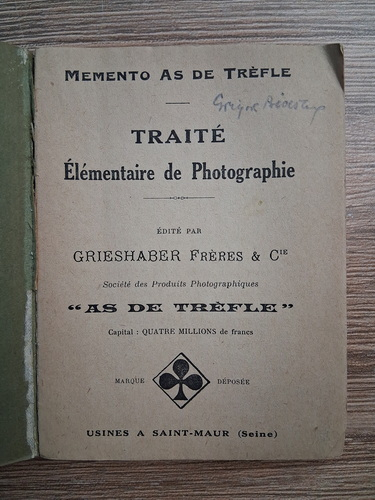 MEMENTO AS DE TRÈFLE
TRAITÉ
Élémentaire de Photographie
ÉDITÉ PAR
GRIESHABER FRÈRES & CIE
Société des Produits Photographiques
“AS DE TRÈFLE”
Capital : QUATRE MILLIONS de francs
MARQUE DÉPOSÉE
USINES A SAINT-MAUR (Seine)